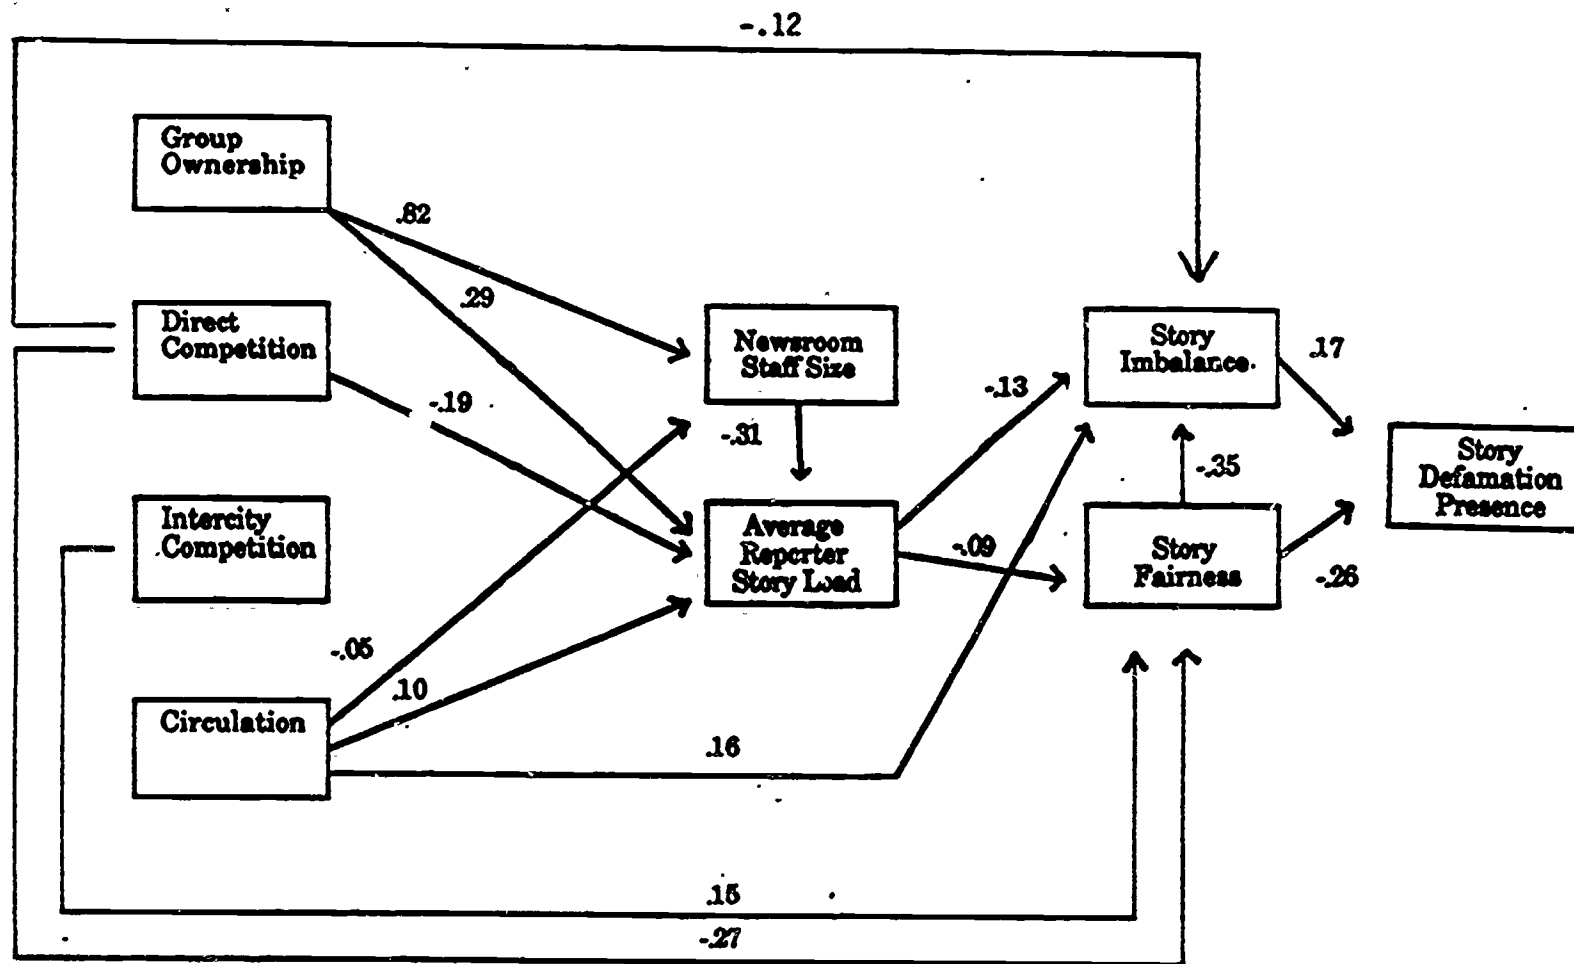 -.12
Group
Ownership
.82
.29
Direct
Competition
Newsroom
Staff Size
Story
Imbalance
.17
-.19
-.13
-.31
-.35
Story
Defamation
Presence
Intercity
Competition
Average
Reporter
Story Load
-.09
Story
Fairness
-.26
-.05
.10
Circulation
.16
.15
-.27